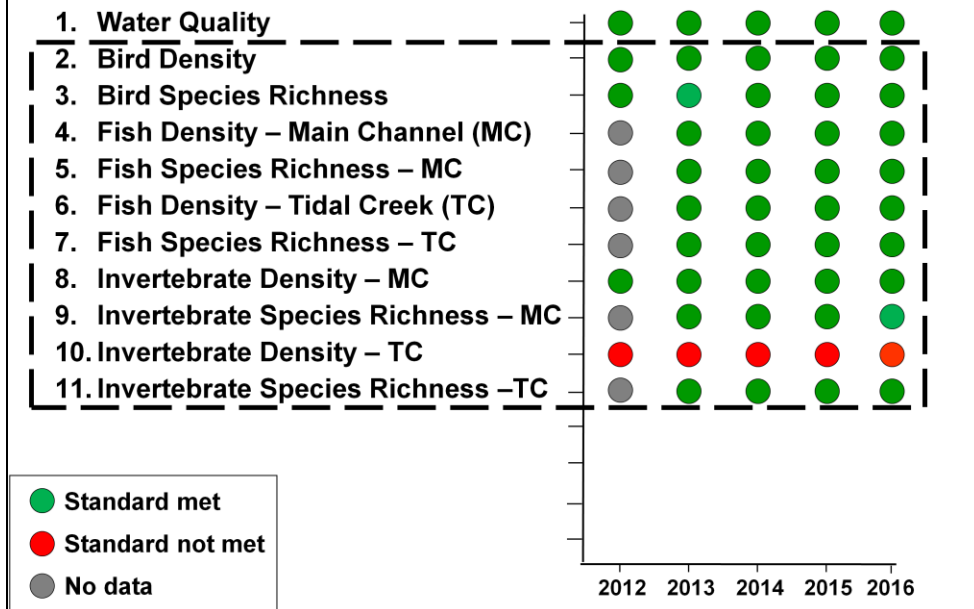 1. Water Quality
2. Bird Density
3. Bird Species Richness
4. Fish Density – Main Channel (MC)
5. Fish Species Richness – MC
6. Fish Density – Tidal Creek (TC)
7. Fish Species Richness – TC
8. Invertebrate Density – MC
9. Invertebrate Species Richness – MC
10. Invertebrate Density – TC
11. Invertebrate Species Richness –TC
Standard met
Standard not met
No data
2012 2013 2014 2015 2016